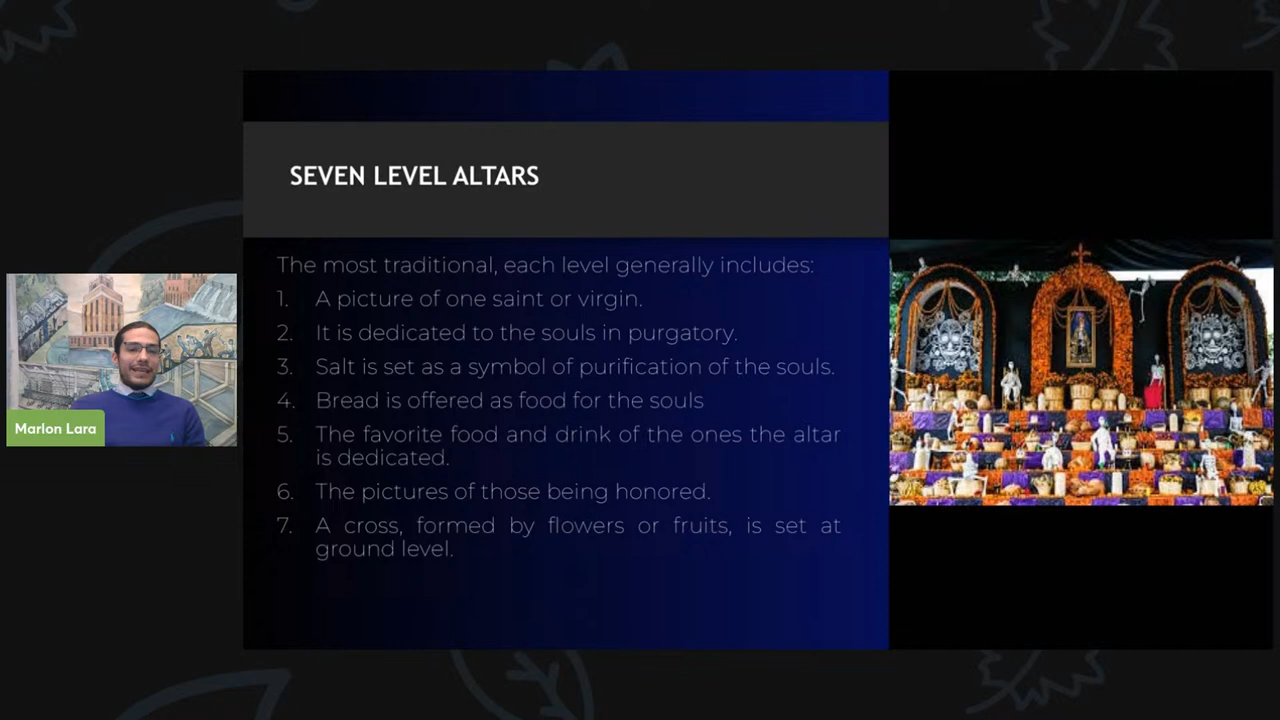 SEVEN LEVEL ALTARS
The most traditional, each level generally includes:
1. A picture of one saint or virgin.
2. It is dedicated to the souls in purgatory.
3. Salt is set as a symbol of purification of the souls.
4. Bread is offered as food for the souls
5. The favorite food and drink of the ones the altar
is dedicated.
6. The pictures of those being honored.
7. A cross, formed by flowers or fruits, is set at
ground level.
Marlon Lara